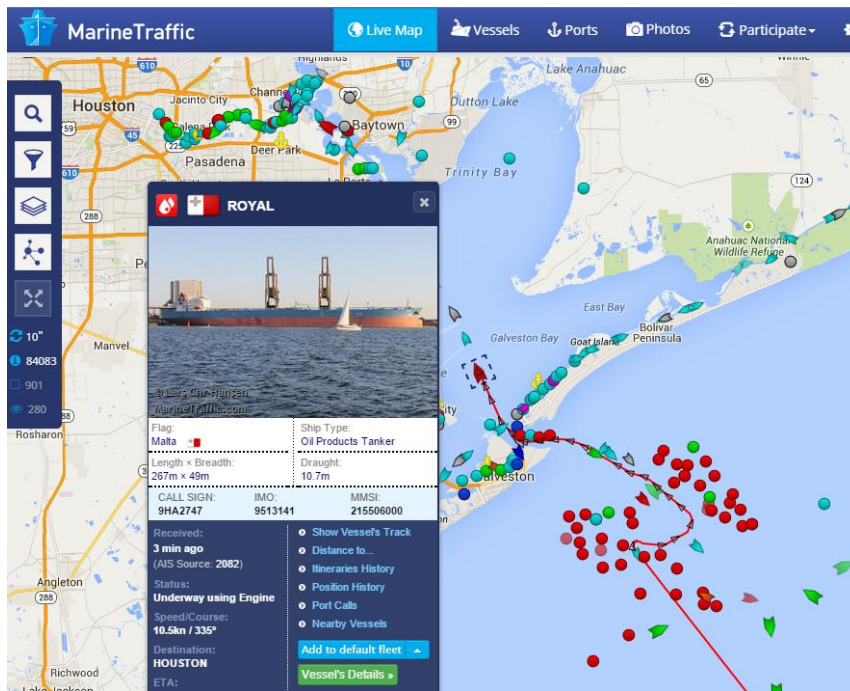 MarineTraffic
Live Map
Vessels
Ports
Photos
Participate
Highlands
10
Lake Anahuac
610
65
Houston
Jacinto City
Channe
Dutton Lake
Baytown
99
45
225
Deer Park
Pasadena
Trinity Bay
610
124
288
ROYAL
Anahuac National
Wildlife Refuge
East Bay
Bolivar
Peninsula
Galveston Bay
Goat Island
10"
84083
Manvel
901
280
© Lars Chr Hansen
MarineTraffic.com
Rosharon
Flag:
Malta
Ship Type:
Oil Products Tanker
Length × Breadth:
267m × 49m
Draught:
10.7m
Galveston
CALL SIGN:
IMO:
MMSI:
9HA2747
9513141
215506000
Received:
3 min ago
(AIS Source: 2082)
Status:
Underway using Engine
Speed/Course:
10.5kn / 335°
Destination:
HOUSTON
ETA:
Show Vessel's Track
Distance to...
Itineraries History
Position History
Port Calls
Nearby Vessels
Add to default fleet
Vessel's Details »
Angleton
288
Richwood